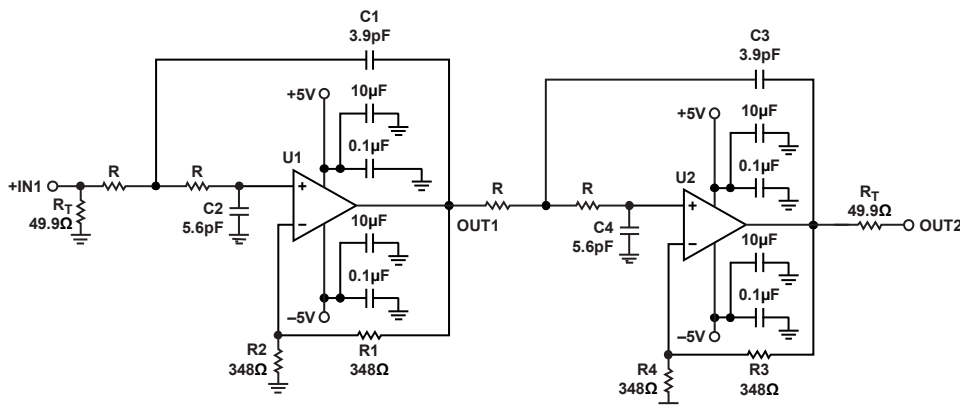 C1
3.9pF
C3
3.9pF
+5V
10µF
0.1µF
U1
+5V
10µF
0.1µF
U2
+IN1
R
R
+
–
R_T
49.9Ω
C2
5.6pF
OUT1
R
R
+
–
C4
5.6pF
R_T
49.9Ω
OUT2
10µF
0.1µF
–5V
10µF
0.1µF
–5V
R2
348Ω
R1
348Ω
R4
348Ω
R3
348Ω